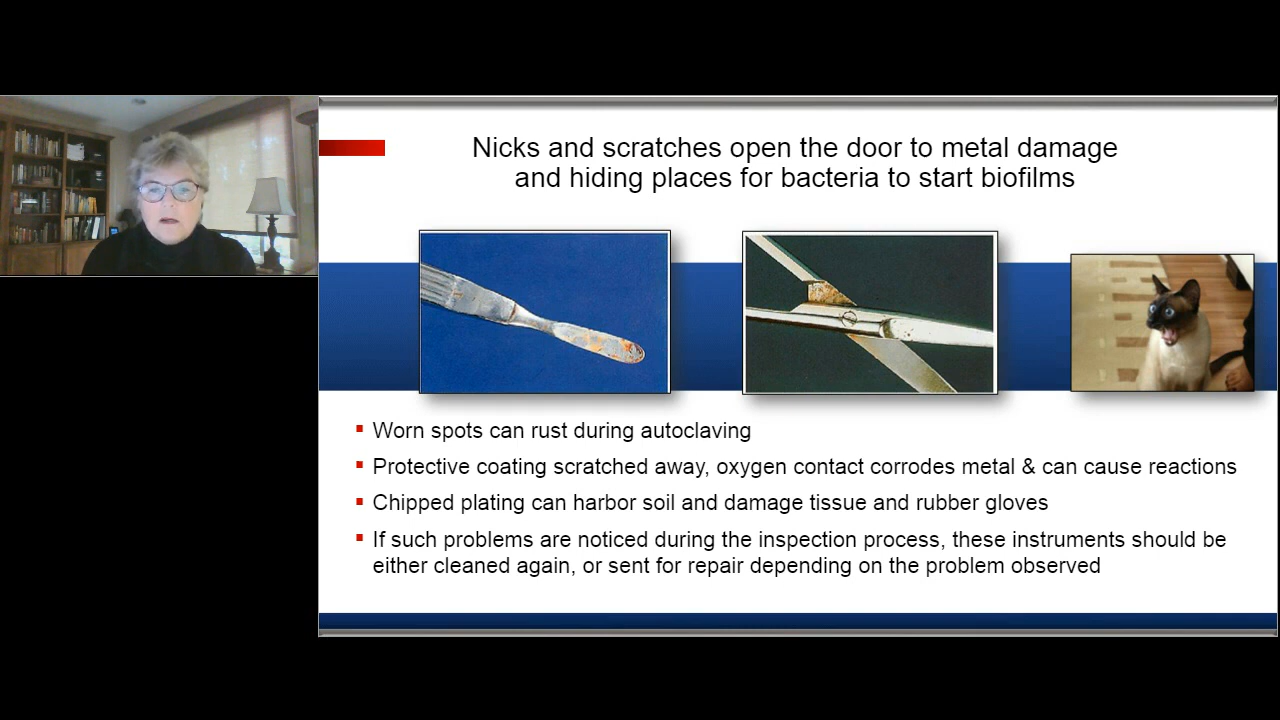 Nicks and scratches open the door to metal damage
and hiding places for bacteria to start biofilms
Worn spots can rust during autoclaving
Protective coating scratched away, oxygen contact corrodes metal & can cause reactions
Chipped plating can harbor soil and damage tissue and rubber gloves
If such problems are noticed during the inspection process, these instruments should be
either cleaned again, or sent for repair depending on the problem observed